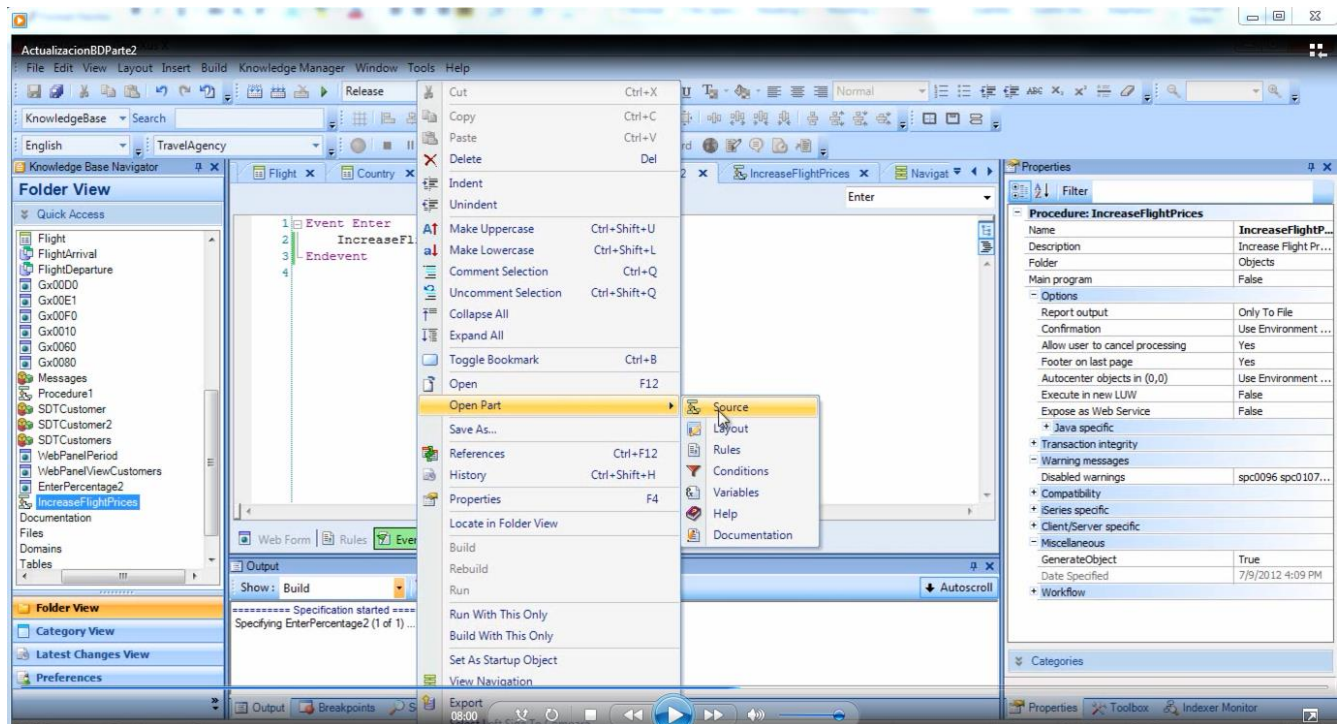 ActualizacionBDParte2
File Edit View Layout Insert Build Knowledge Manager Window Tools Help
Release
Normal
KnowledgeBase Search
English TravelAgency
Knowledge Base Navigator
Folder View
Quick Access
Flight
FlightArrival
FlightDeparture
Gx00D0
Gx00E1
Gx00F0
Gx0010
Gx0060
Gx0080
Messages
Procedure1
SDTCustomer
SDTCustomer2
SDTCustomers
WebPanelPeriod
WebPanelViewCustomers
EnterPercentage2
IncreaseFlightPrices
Documentation
Files
Domains
Tables
Folder View
Category View
Latest Changes View
Preferences
Flight Country IncreaseFlightPrices Navigat
Enter
1 Event Enter
2 IncreaseFl
3 Endevent
4
Web Form Rules Eve
Output
Show: Build Autoscroll
========== Specification started ====
Specifying EnterPercentage2 (1 of 1) ...
Output Breakpoints
Cut Ctrl+X
Copy Ctrl+C
Paste Ctrl+V
Delete Del
Indent
Unindent
Make Uppercase Ctrl+Shift+U
Make Lowercase Ctrl+Shift+L
Comment Selection Ctrl+Q
Uncomment Selection Ctrl+Shift+Q
Collapse All
Expand All
Toggle Bookmark Ctrl+B
Open F12
Open Part
Save As...
References Ctrl+F12
History Ctrl+Shift+H
Properties F4
Locate in Folder View
Build
Rebuild
Run
Run With This Only
Build With This Only
Set As Startup Object
View Navigation
Export
08:00
Source
Layout
Rules
Conditions
Variables
Help
Documentation
Properties
Filter
Procedure: IncreaseFlightPrices
Name IncreaseFlightP...
Description Increase Flight Pr...
Folder Objects
Main program False
Options
Report output Only To File
Confirmation Use Environment ...
Allow user to cancel processing Yes
Footer on last page Yes
Autocenter objects in (0,0) Use Environment ...
Execute in new LUW False
Expose as Web Service False
Java specific
Transaction integrity
Warning messages
Disabled warnings spc0096 spc0107...
Compatibility
iSeries specific
Client/Server specific
Miscellaneous
GenerateObject True
Date Specified 7/9/2012 4:09 PM
Workflow
Categories
Properties Toolbox Indexer Monitor